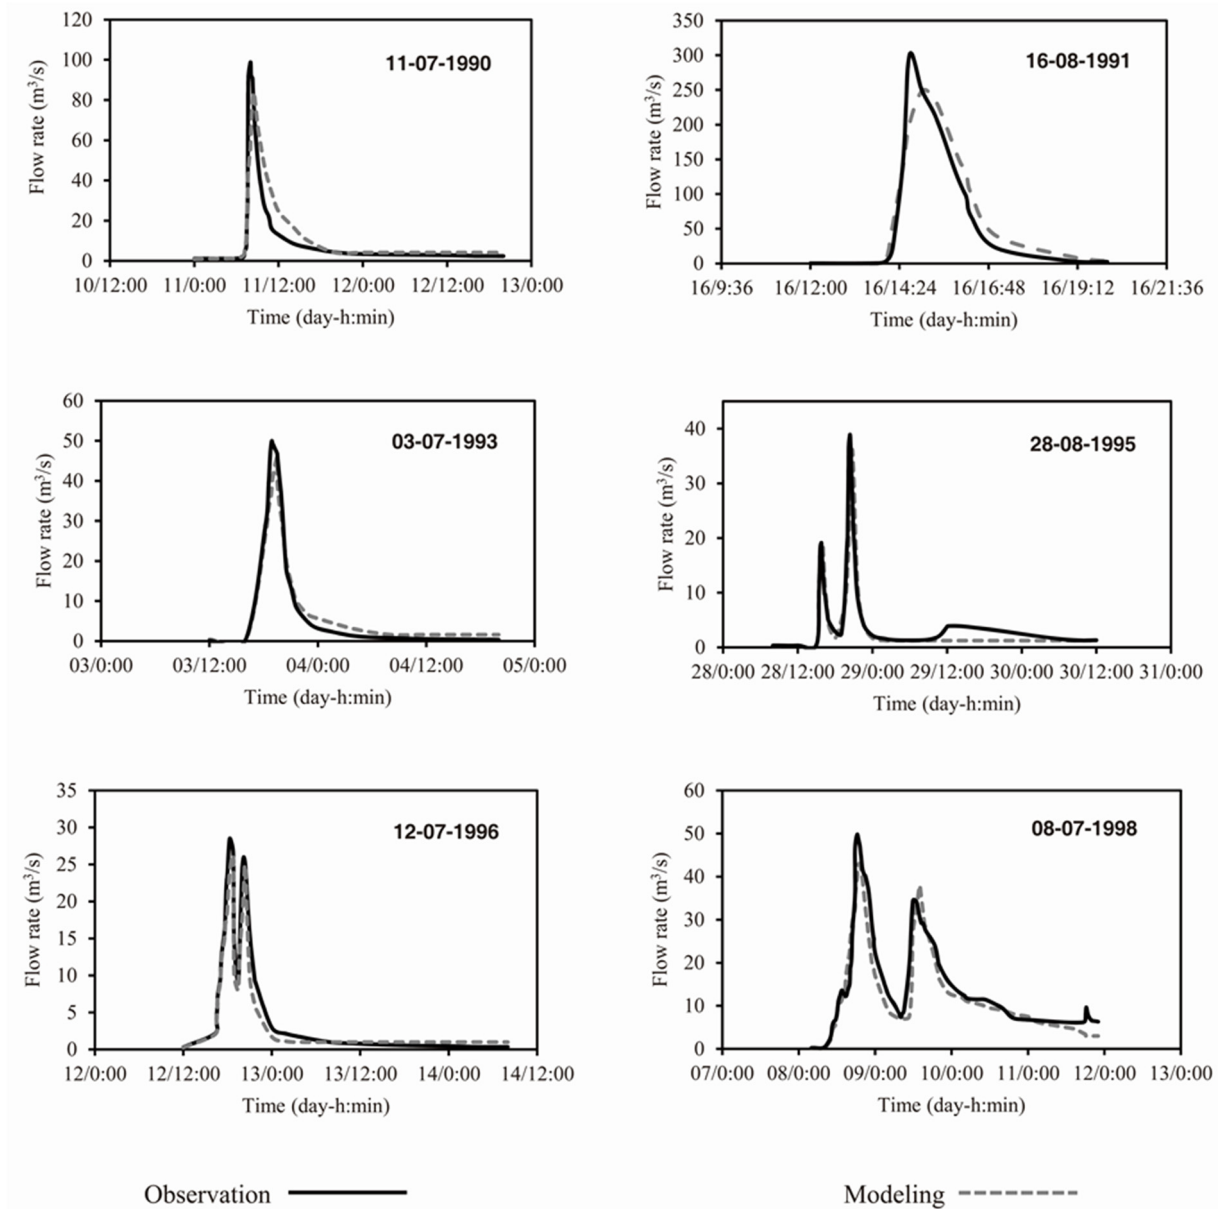 120
100
80
60
40
20
0
Flow rate (m³/s)
11-07-1990
10/12:00 11/0:00 11/12:00 12/0:00 12/12:00 13/0:00
Time (day-h:min)
350
300
250
200
150
100
50
0
Flow rate (m³/s)
16-08-1991
16/9:36 16/12:00 16/14:24 16/16:48 16/19:12 16/21:36
Time (day-h:min)
60
50
40
30
20
10
0
Flow rate (m³/s)
03-07-1993
03/0:00 03/12:00 04/0:00 04/12:00 05/0:00
Time (day-h:min)
40
30
20
10
0
Flow rate (m³/s)
28-08-1995
28/0:00 28/12:00 29/0:00 29/12:00 30/0:00 30/12:00 31/0:00
Time (day-h:min)
35
30
25
20
15
10
5
0
Flow rate (m³/s)
12-07-1996
12/0:00 12/12:00 13/0:00 13/12:00 14/0:00 14/12:00
Time (day-h:min)
60
50
40
30
20
10
0
Flow rate (m³/s)
08-07-1998
07/0:00 08/0:00 09/0:00 10/0:00 11/0:00 12/0:00 13/0:00
Time (day-h:min)
Observation
Modeling